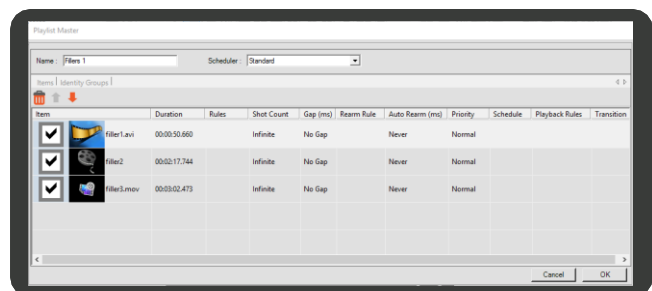 Playlist Master
Name : Fillers 1 Scheduler : Standard
Items Identity Groups
Item Duration Rules Shot Count Gap (ms) Rearm Rule Auto Rearm (ms) Priority Schedule Playback Rules Transition
filler1.avi 00:00:50.660 Infinite No Gap Never Normal
filler2 00:02:17.744 Infinite No Gap Never Normal
filler3.mov 00:03:02.473 Infinite No Gap Never Normal
Cancel OK